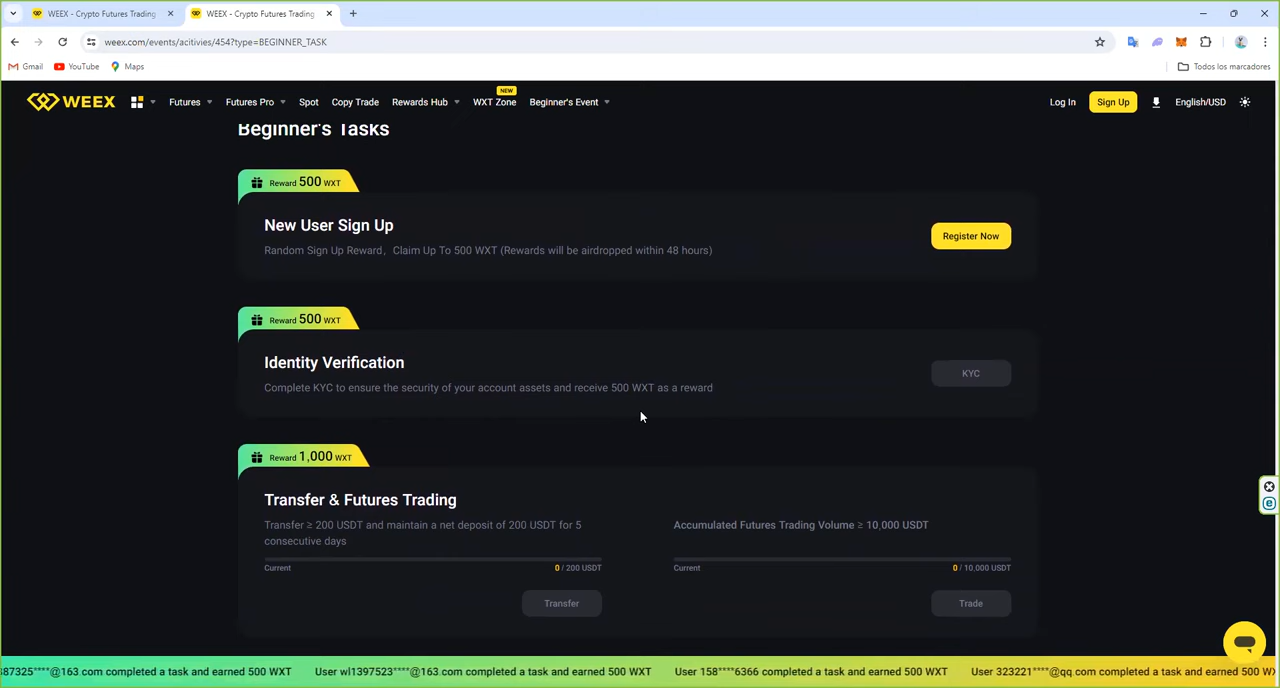 WEEX - Crypto Futures Trading
WEEX - Crypto Futures Trading
weex.com/events/acitivies/454?type=BEGINNER_TASK
Gmail
YouTube
Maps
Todos los marcadores
WEEX
Futures
Futures Pro
Spot
Copy Trade
Rewards Hub
WXT Zone
NEW
Beginner's Event
Log In
Sign Up
English/USD
Beginner's Tasks
Reward 500 WXT
New User Sign Up
Random Sign Up Reward, Claim Up To 500 WXT (Rewards will be airdropped within 48 hours)
Register Now
Reward 500 WXT
Identity Verification
Complete KYC to ensure the security of your account assets and receive 500 WXT as a reward
KYC
Reward 1,000 WXT
Transfer & Futures Trading
Transfer ≥ 200 USDT and maintain a net deposit of 200 USDT for 5
consecutive days
Current
0 / 200 USDT
Transfer
Accumulated Futures Trading Volume ≥ 10,000 USDT
Current
0 / 10,000 USDT
Trade
387325****@163.com completed a task and earned 500 WXT
User wl1397523****@163.com completed a task and earned 500 WXT
User 158****6366 completed a task and earned 500 WXT
User 323221****@qq.com completed a task and earned 500